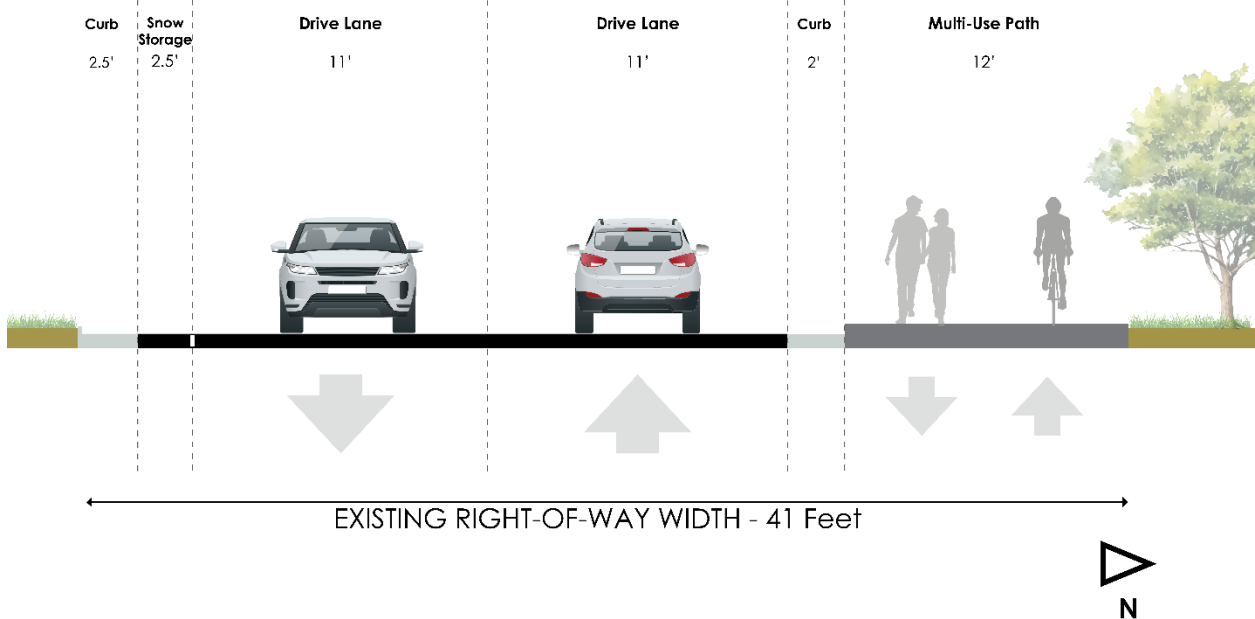 Curb
2.5'
Snow
Storage
2.5'
Drive Lane
11'
Drive Lane
11'
Curb
2'
Multi-Use Path
12'
EXISTING RIGHT-OF-WAY WIDTH - 41 Feet
N